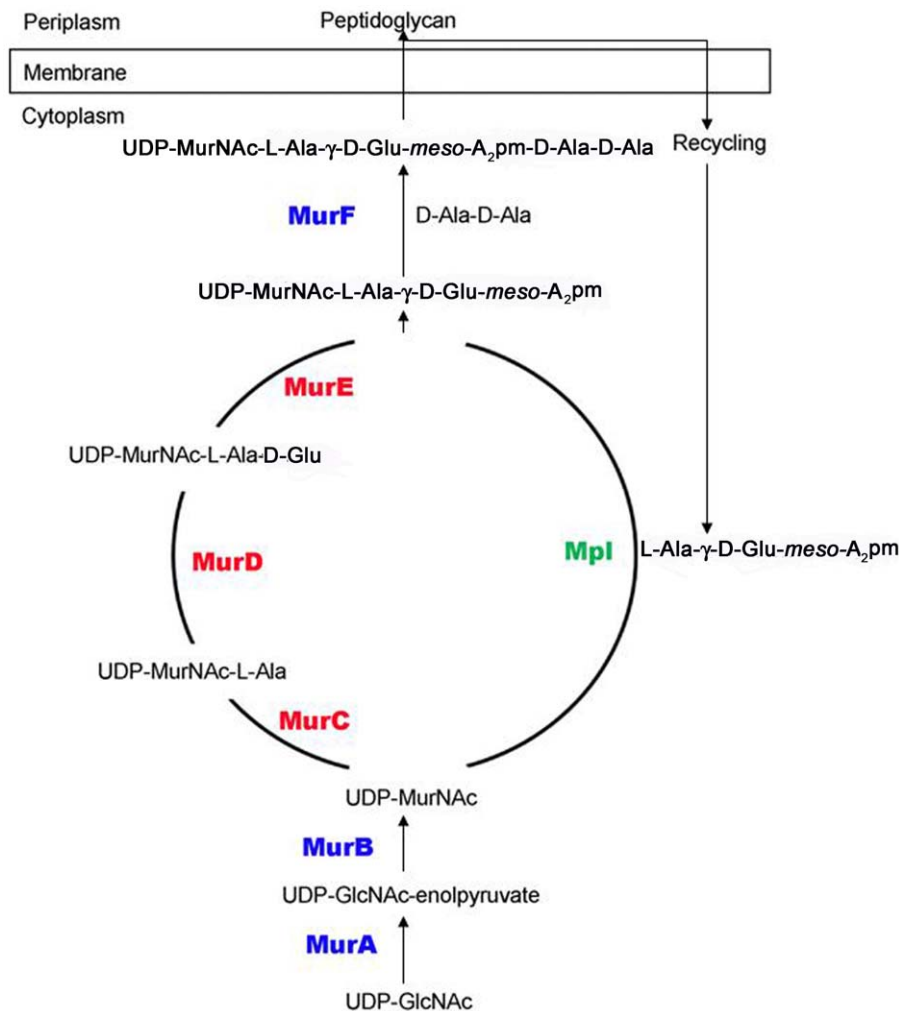 Periplasm
Peptidoglycan
Membrane
Cytoplasm
UDP-MurNAc-L-Ala-γ-D-Glu-meso-A₂pm-D-Ala-D-Ala
Recycling
MurF
D-Ala-D-Ala
UDP-MurNAc-L-Ala-γ-D-Glu-meso-A₂pm
MurE
UDP-MurNAc-L-Ala-D-Glu
MurD
Mpl
L-Ala-γ-D-Glu-meso-A₂pm
UDP-MurNAc-L-Ala
MurC
UDP-MurNAc
MurB
UDP-GlcNAc-enolpyruvate
MurA
UDP-GlcNAc